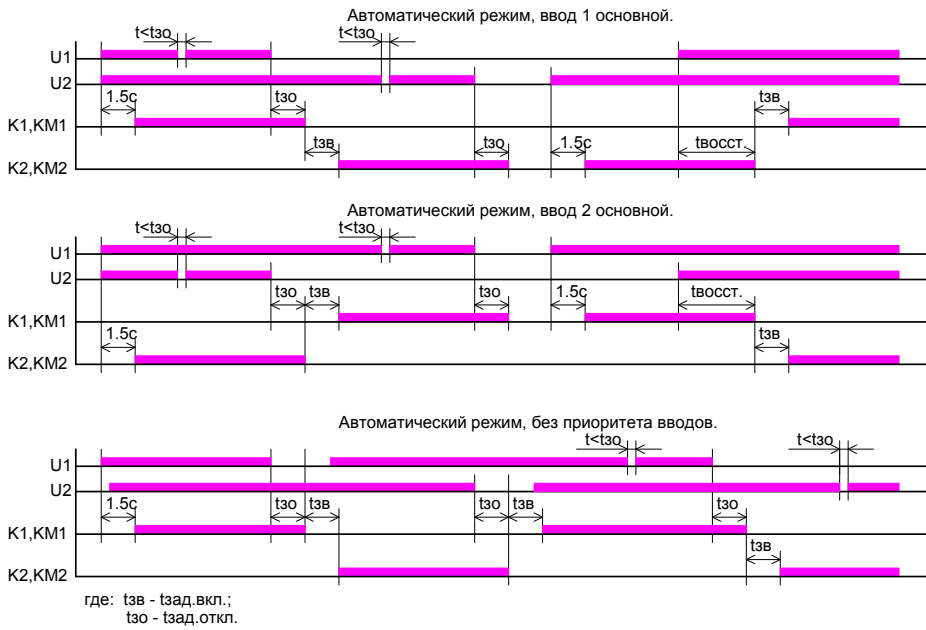 Автоматический режим, ввод 1 основной.
t<tзо t<tзо
U1
U2
1.5с tзо tзв
K1,KM1
tзв tзо 1.5с tвосст.
K2,KM2
Автоматический режим, ввод 2 основной.
t<tзо t<tзо
U1
U2
tзо tзв tзо 1.5с tвосст.
K1,KM1
1.5с tзв
K2,KM2
Автоматический режим, без приоритета вводов.
t<tзо t<tзо
U1
U2
1.5с tзо tзв tзо tзв tзо
K1,KM1
tзв
K2,KM2
где: tзв - tзад.вкл.;
tзо - tзад.откл.